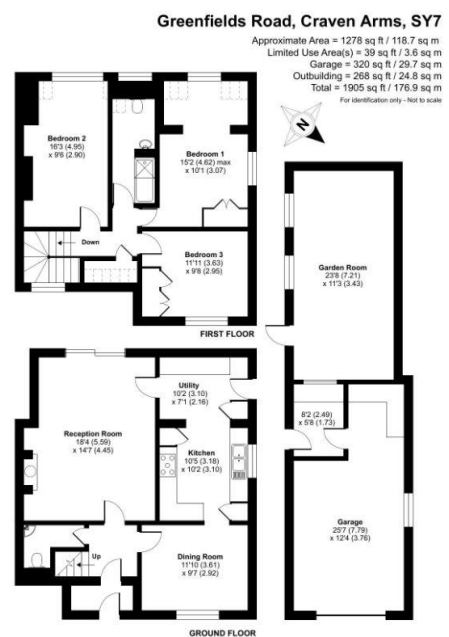 Greenfields Road, Craven Arms, SY7
Approximate Area = 1278 sq ft / 118.7 sq m
Limited Use Area(s) = 39 sq ft / 3.6 sq m
Garage = 320 sq ft / 29.7 sq m
Outbuilding = 268 sq ft / 24.8 sq m
Total = 1905 sq ft / 176.9 sq m
For identification only - Not to scale
N
Bedroom 2
16'3 (4.95)
x 9'6 (2.90)
Bedroom 1
15'2 (4.62) max
x 10'1 (3.07)
Down
Bedroom 3
11'11 (3.63)
x 9'8 (2.95)
FIRST FLOOR
Garden Room
23'8 (7.21)
x 11'3 (3.43)
Utility
10'2 (3.10)
x 7'1 (2.16)
Reception Room
18'4 (5.59)
x 14'7 (4.45)
Kitchen
10'5 (3.18)
x 10'2 (3.10)
8'2 (2.49)
x 5'8 (1.73)
Garage
25'7 (7.79)
x 12'4 (3.76)
Up
Dining Room
11'10 (3.61)
x 9'7 (2.92)
GROUND FLOOR